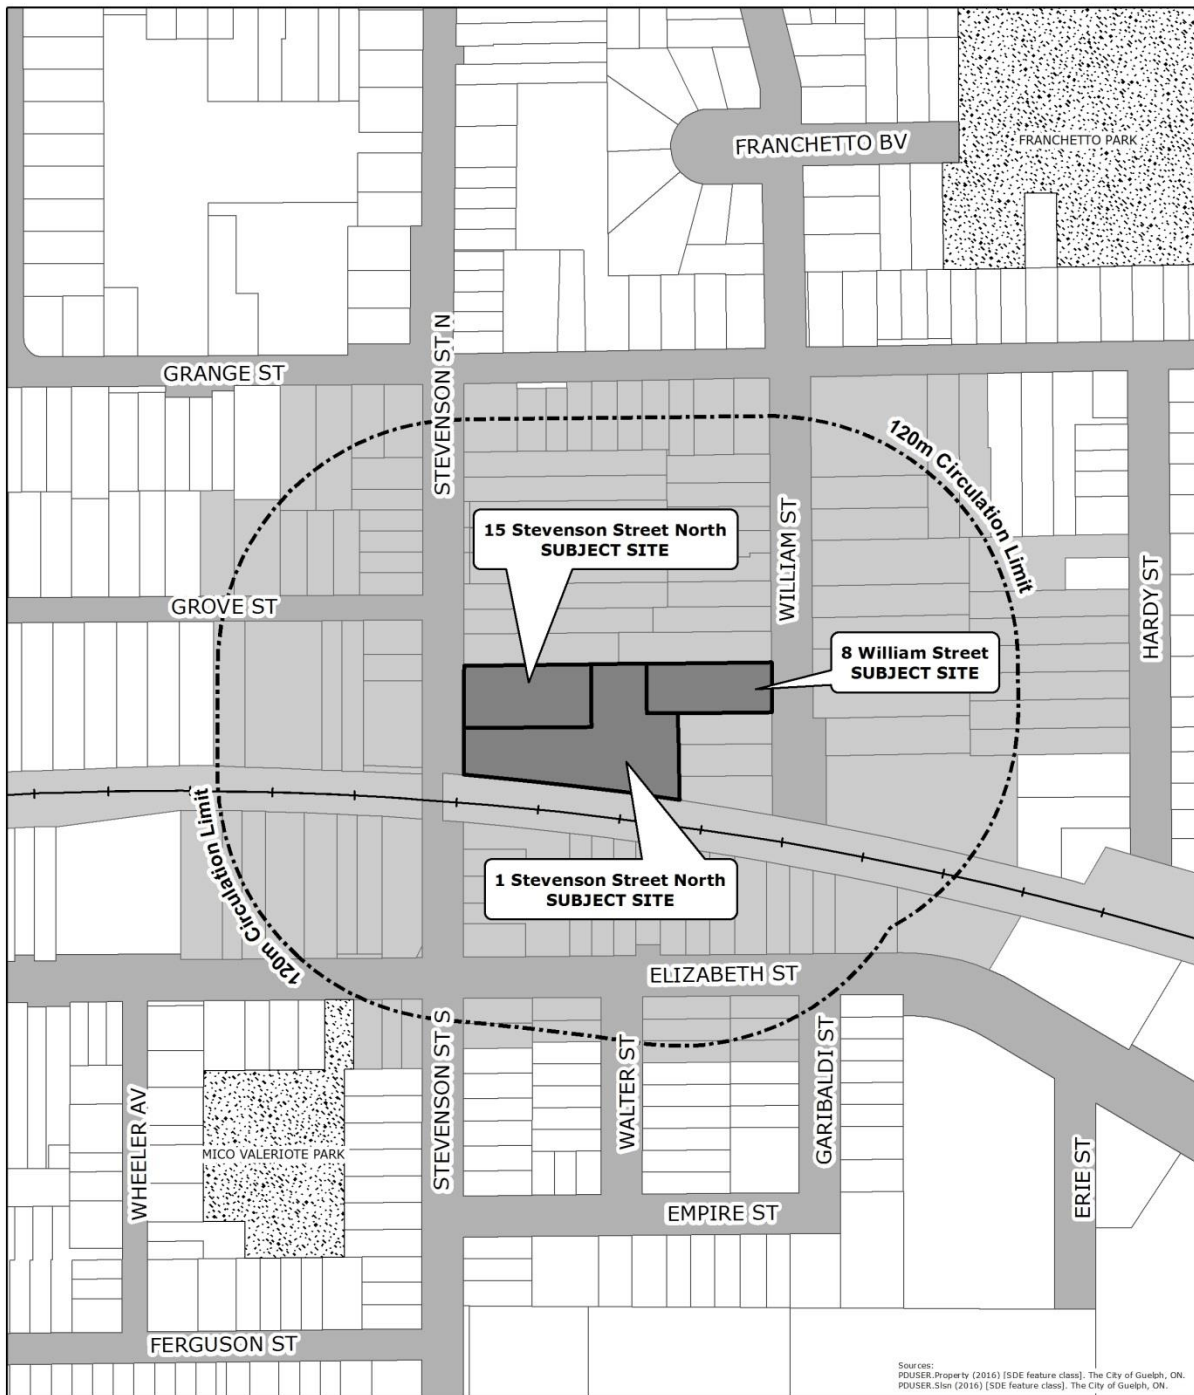 FRANCHETTO BV
FRANCHETTO PARK
STEVENSON ST N
GRANGE ST
120m Circulation Limit
15 Stevenson Street North
SUBJECT SITE
WILLIAM ST
HARDY ST
GROVE ST
8 William Street
SUBJECT SITE
120m Circulation Limit
1 Stevenson Street North
SUBJECT SITE
ELIZABETH ST
STEVENSON ST S
WALTER ST
GARIBALDI ST
WHEELER AV
MICO VALERIOTE PARK
ERIE ST
EMPIRE ST
FERGUSON ST
Sources:
PDUSER.Property (2016) [SDE feature class]. The City of Guelph, ON.
PDUSER.Slsn (2016) [SDE feature class]. The City of Guelph, ON.